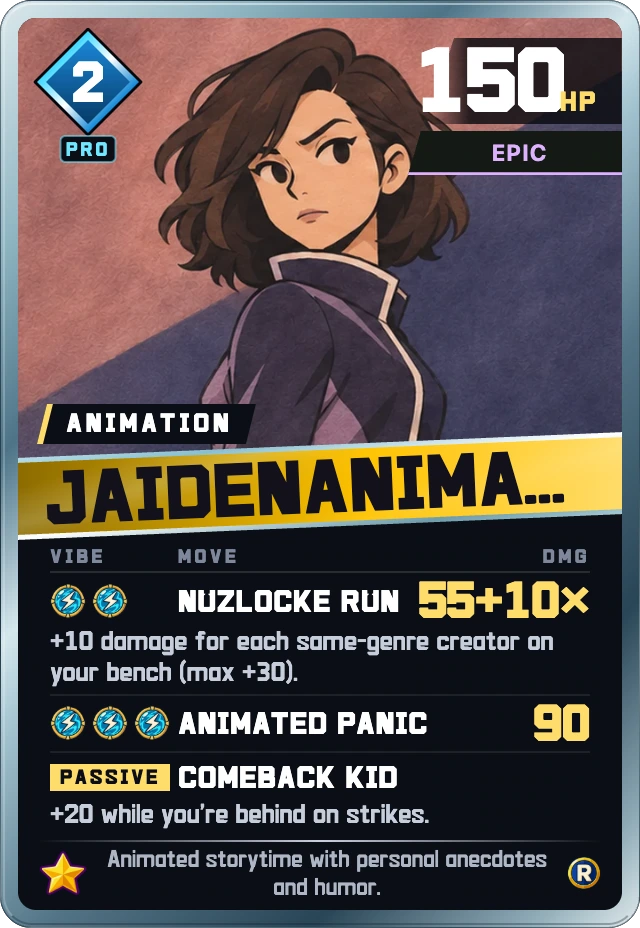 2
PRO
150HP
EPIC
ANIMATION
JAIDENANIMA...
VIBE MOVE DMG
NUZLOCKE RUN 55+10×
+10 damage for each same-genre creator on
your bench (max +30).
ANIMATED PANIC 90
PASSIVE COMEBACK KID
+20 while you're behind on strikes.
Animated storytime with personal anecdotes
and humor.
R